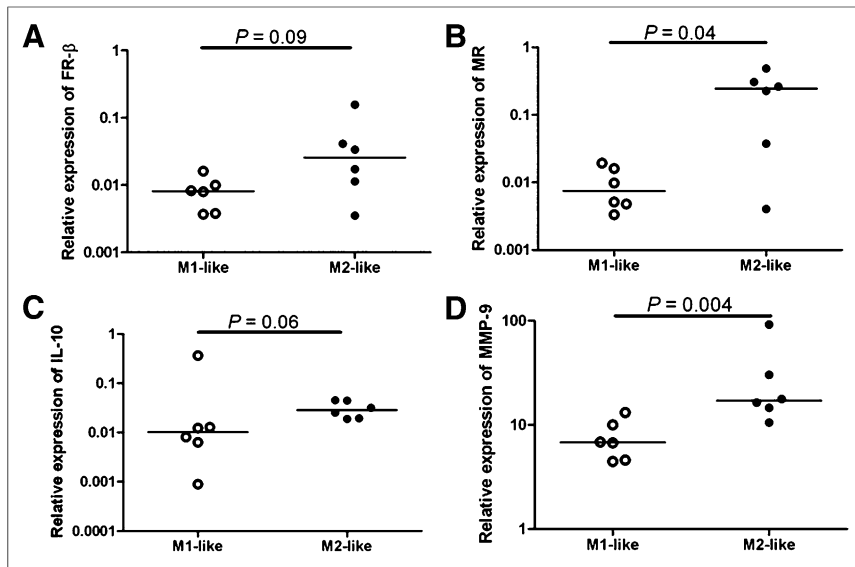 A
P = 0.09
Relative expression of FR-β
1
0.1
0.01
0.001
M1-like M2-like
B
P = 0.04
Relative expression of MR
1
0.1
0.01
0.001
M1-like M2-like
C
P = 0.06
Relative expression of IL-10
1
0.1
0.01
0.001
0.0001
M1-like M2-like
D
P = 0.004
Relative expression of MMP-9
100
10
1
M1-like M2-like